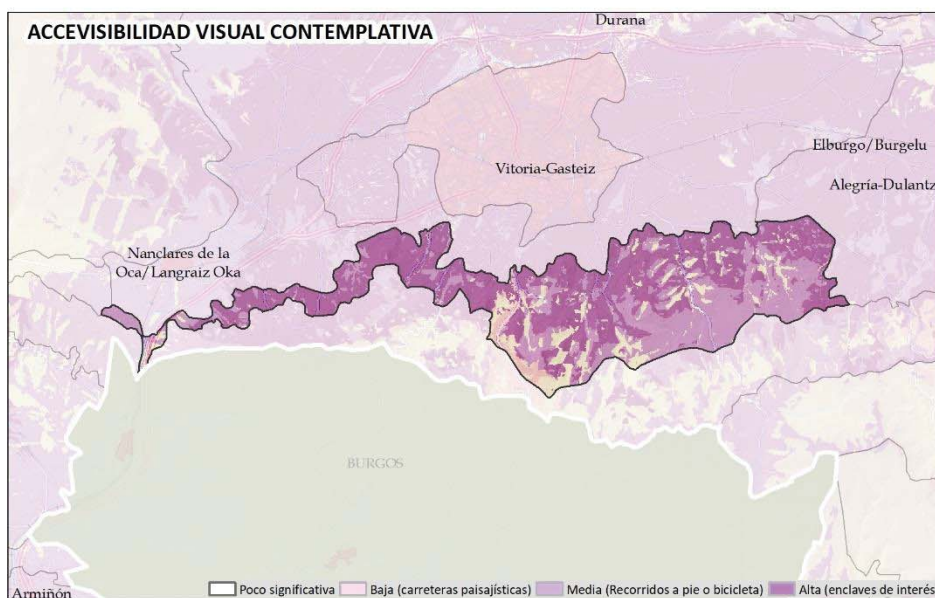 ACCEVISIBILIDAD VISUAL CONTEMPLATIVA
Durana
Vitoria-Gasteiz
Elburgo/Burgelu
Alegría-Dulantz
Nanclares de la
Oca/Langraiz Oka
BURGOS
Armiñón
Poco significativa
Baja (carreteras paisajísticas)
Media (Recorridos a pie o bicicleta)
Alta (enclaves de interés